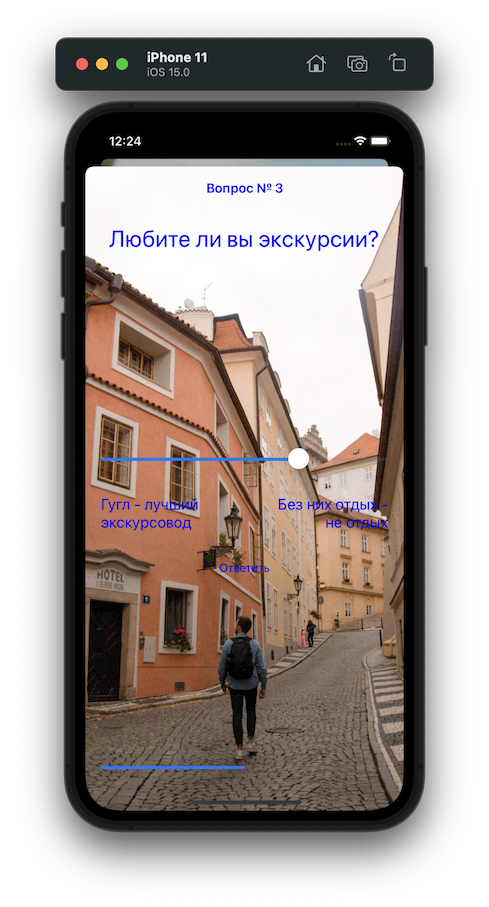 iPhone 11
iOS 15.0
12:24
Вопрос № 3
Любите ли вы экскурсии?
Гугл - лучший
экскурсовод
Без них отдых -
не отдых
Ответить
HOTEL